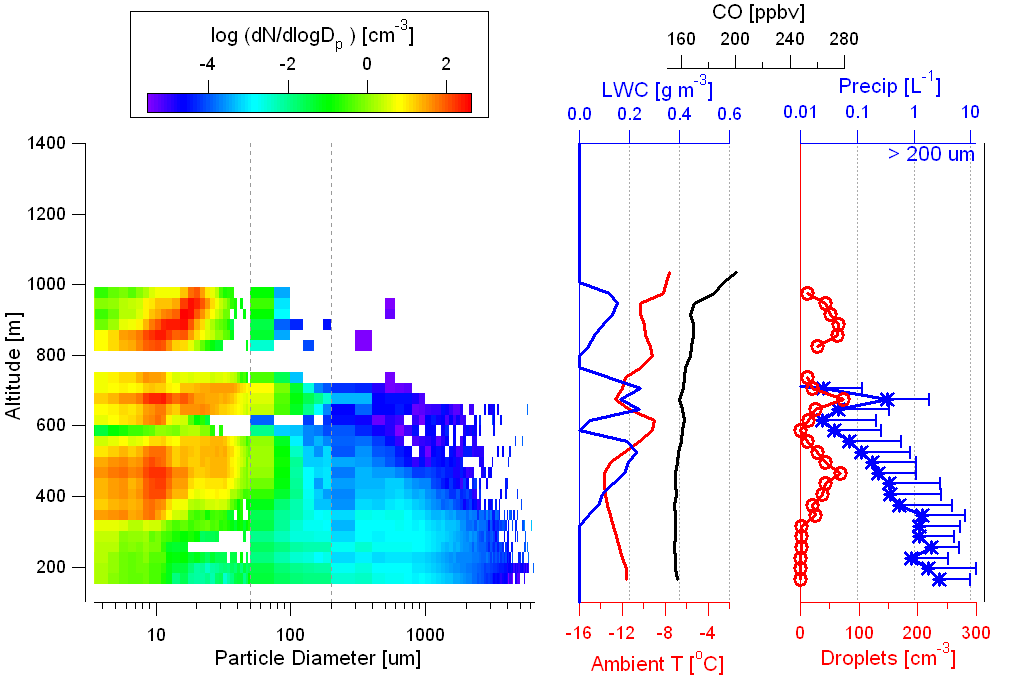 log (dN/dlogDp ) [cm-3]
-4 -2 0 2
CO [ppbv]
160 200 240 280
LWC [g m-3]
0.0 0.2 0.4 0.6
Precip [L-1]
0.01 0.1 1 10
> 200 um
Altitude [m]
1400
1200
1000
800
600
400
200
10 100 1000
Particle Diameter [um]
-16 -12 -8 -4
Ambient T [oC]
0 100 200 300
Droplets [cm-3]